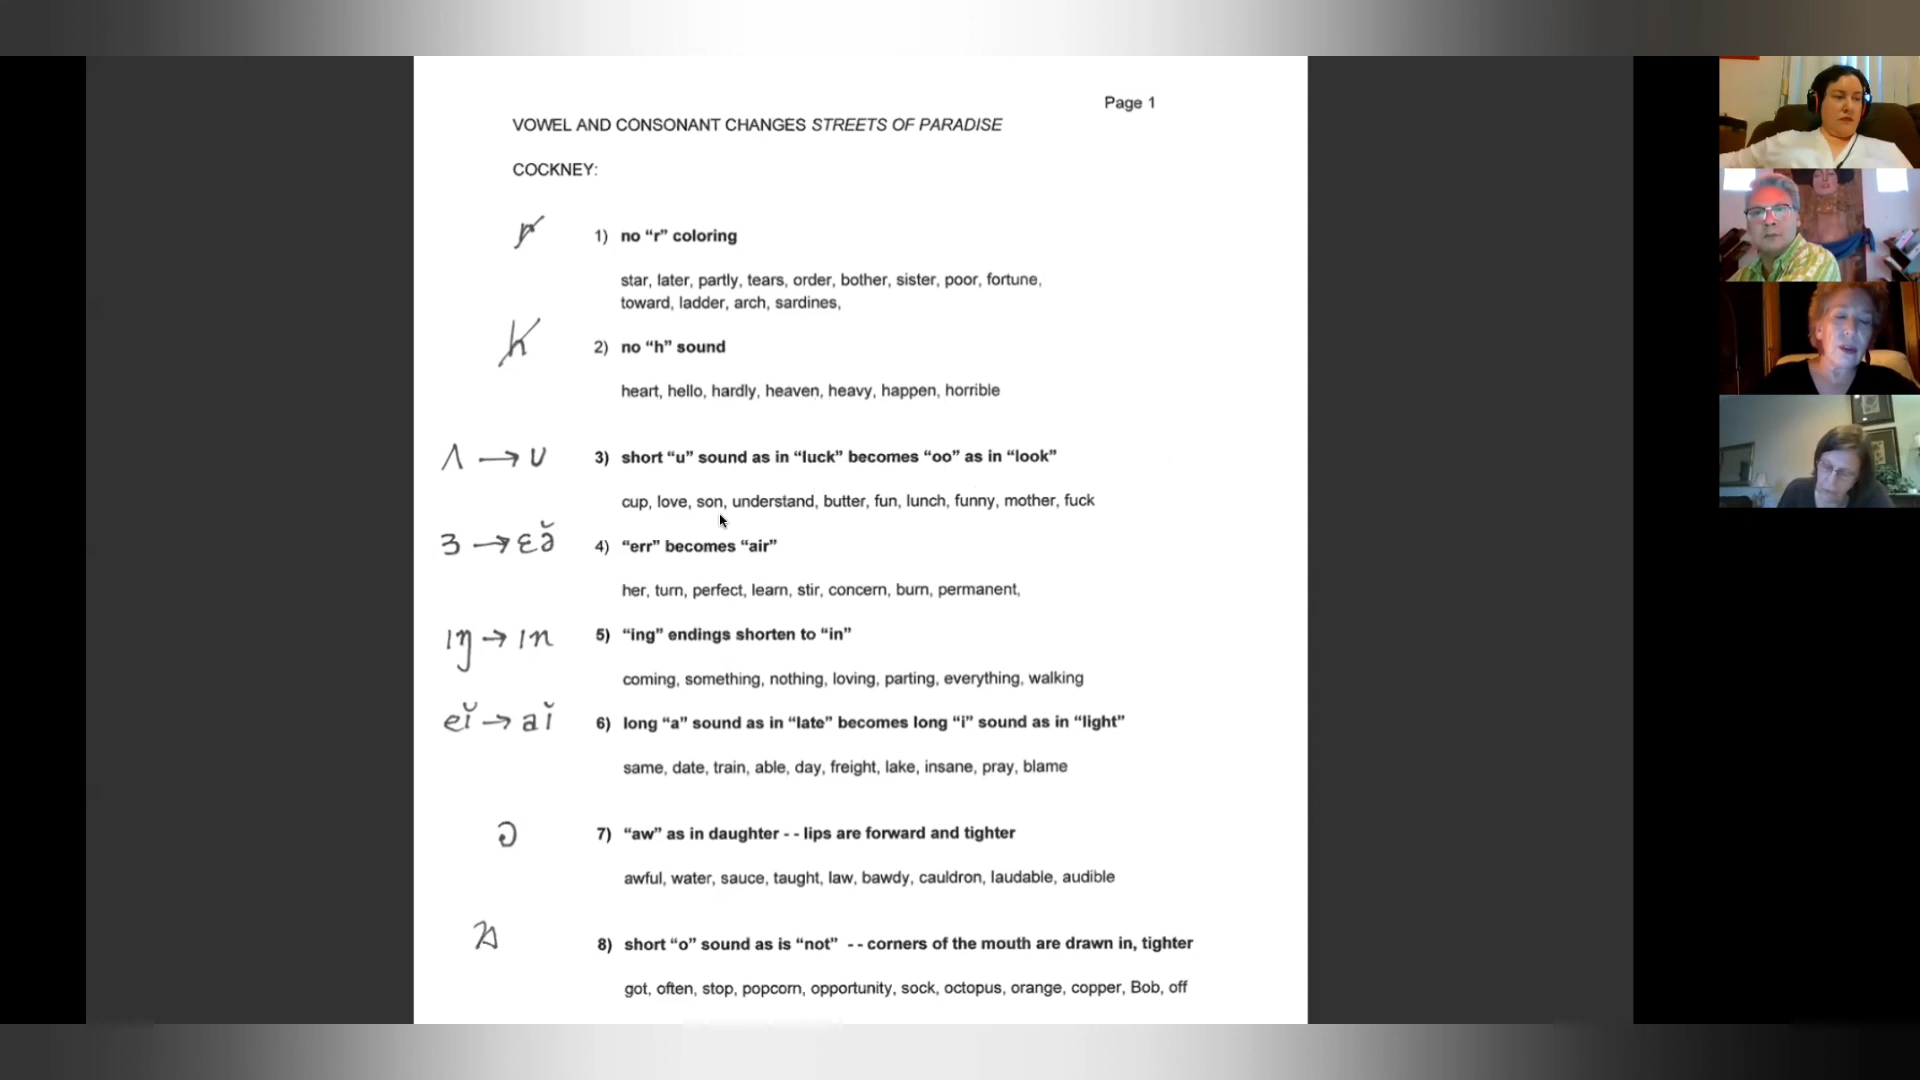 Page 1
VOWEL AND CONSONANT CHANGES STREETS OF PARADISE
COCKNEY:
r 1) no “r” coloring
star, later, partly, tears, order, bother, sister, poor, fortune,
toward, ladder, arch, sardines,
h 2) no “h” sound
heart, hello, hardly, heaven, heavy, happen, horrible
ʌ → ʊ 3) short “u” sound as in “luck” becomes “oo” as in “look”
cup, love, son, understand, butter, fun, lunch, funny, mother, fuck
ɜ → ɛə̆ 4) “err” becomes “air”
her, turn, perfect, learn, stir, concern, burn, permanent,
ıŋ → ın 5) “ing” endings shorten to “in”
coming, something, nothing, loving, parting, everything, walking
eĭ → aĭ 6) long “a” sound as in “late” becomes long “i” sound as in “light”
same, date, train, able, day, freight, lake, insane, pray, blame
7) “aw” as in daughter - - lips are forward and tighter
awful, water, sauce, taught, law, bawdy, cauldron, laudable, audible
8) short “o” sound as is “not” - - corners of the mouth are drawn in, tighter
got, often, stop, popcorn, opportunity, sock, octopus, orange, copper, Bob, off